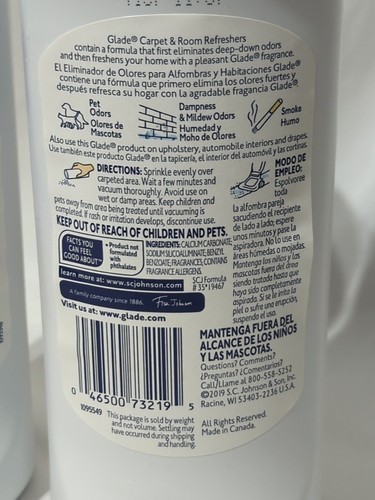 Glade® Carpet & Room Refreshers
contain a formula that first eliminates deep-down odors
and then freshens your home with a pleasant Glade® fragrance.
El Eliminador de Olores para Alfombras y Habitaciones Glade®
contiene una fórmula que primero elimina los olores fuertes y
después refresca su hogar con la agradable fragancia Glade®.
Pet
Odors
Olores de
Mascotas
Dampness
& Mildew Odors
Humedad y
Moho de Olores
Smoke
Humo
Also use this Glade® product on upholstery, automobile interiors and drapes.
Use también este producto Glade® en la tapicería, el interior del automóvil y las cortinas.
DIRECTIONS: Sprinkle evenly over
carpeted area. Wait a few minutes and
vacuum thoroughly. Avoid use on
wet or damp areas. Keep children and
pets away from area being treated until vacuuming is
completed. If rash or irritation develops, discontinue use.
KEEP OUT OF REACH OF CHILDREN AND PETS.
MODO DE
EMPLEO:
Espolvoree
toda
la alfombra pareja
sacudiendo el recipiente
de lado a lado; espere
unos minutos y pase la
aspiradora. No lo use en
áreas húmedas o mojadas.
Mantenga los niños y las
mascotas fuera del área
siendo tratada hasta que
haya sido completamente
aspirada. Si se le irrita la
piel o sufre una erupción,
suspenda el uso.
FACTS YOU
CAN FEEL
GOOD ABOUT™
• Product not
formulated
with
phthalates
INGREDIENTS: CALCIUM CARBONATE,
SODIUM SILICOALUMINATE, BENZYL
BENZOATE, FRAGRANCES, CONTAINS
FRAGRANCE ALLERGENS.
learn more at: www.scjohnson.com
SCJ Formula
#35*19467
A family company since 1886.
Fisk Johnson
Visit us at: www.glade.com
MANTENGA FUERA DEL
ALCANCE DE LOS NIÑOS
Y LAS MASCOTAS.
Questions? Comments?
¿Preguntas? ¿Comentarios?
Call/Llame al 800-558-5252
©2019 S.C. Johnson & Son, Inc.
Racine, WI 53403-2236 U.S.A.
All Rights Reserved.
Made in Canada.
0 46500 73219 5
1095549
This package is sold by weight
and not volume. Settling may
have occurred during shipping
and handling.